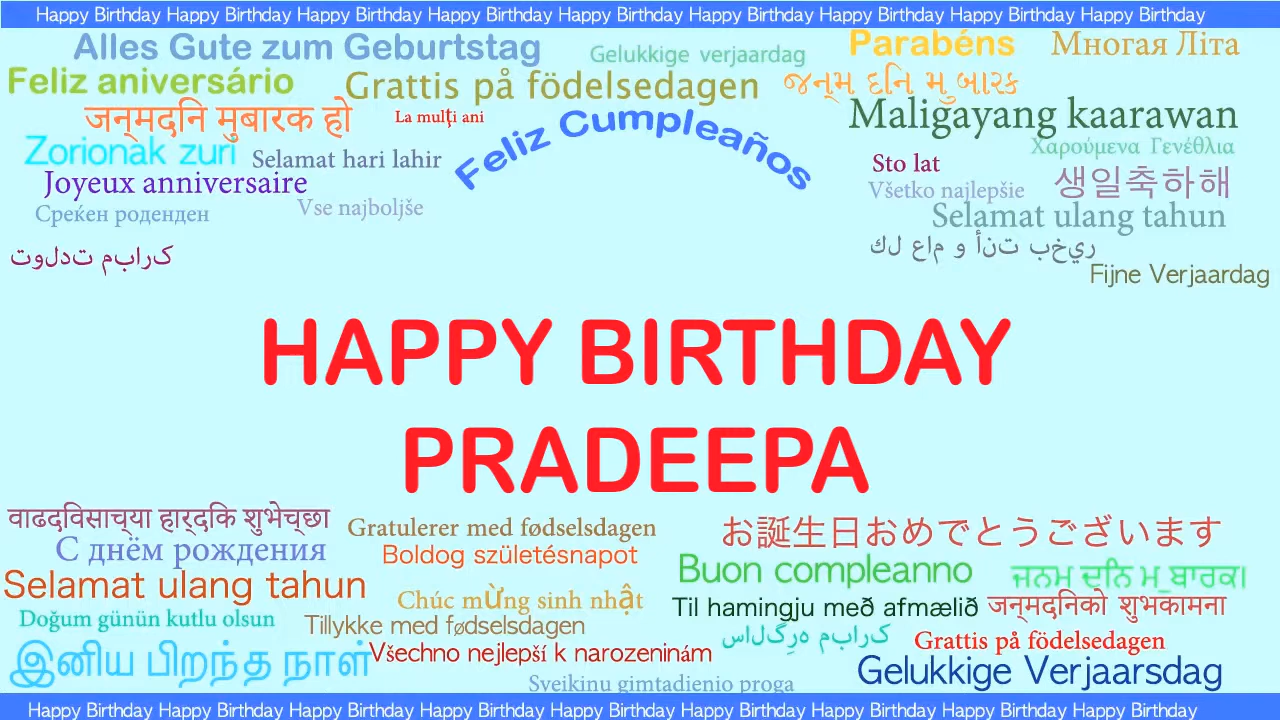 Happy Birthday Happy Birthday Happy Birthday Happy Birthday Happy Birthday Happy Birthday Happy Birthday Happy Birthday Happy Birthday
Alles Gute zum Geburtstag
Gelukkige verjaardag
Parabéns
Многая Літа
Feliz aniversário
Grattis på födelsedagen
જન્મ દનિ મુબારક
जन्मदनि मुबारक हो
La mulţi ani
Feliz Cumpleaños
Maligayang kaarawan
Zorionak zuri
Selamat hari lahir
Χαρούμενα Γενέθλια
Joyeux anniversaire
Sto lat
생일축하해
Среќен роденден
Vse najboljše
Všetko najlepšie
Selamat ulang tahun
تولدت مبارک
كل عام و أنت بخير
Fijne Verjaardag
HAPPY BIRTHDAY
PRADEEPA
वाढदविसाच्या हार्दकि शुभेच्छा
Gratulerer med fødselsdagen
お誕生日おめでとうございます
С днём рождения
Boldog születésnapot
Buon compleanno
ਜਨਮ ਦਨਿ ਮੁਬਾਰਕ।
Selamat ulang tahun
Chúc mừng sinh nhật
Til hamingju með afmælið
जन्मदनिको शुभकामना
Doğum günün kutlu olsun
Tillykke med fødselsdagen
سالگرہ مبارک
Grattis på födelsedagen
இனிய பிறந்த நாள்
Všechno nejlepší k narozeninám
Gelukkige Verjaarsdag
Sveikinu gimtadienio proga
Happy Birthday Happy Birthday Happy Birthday Happy Birthday Happy Birthday Happy Birthday Happy Birthday Happy Birthday Happy Birthday